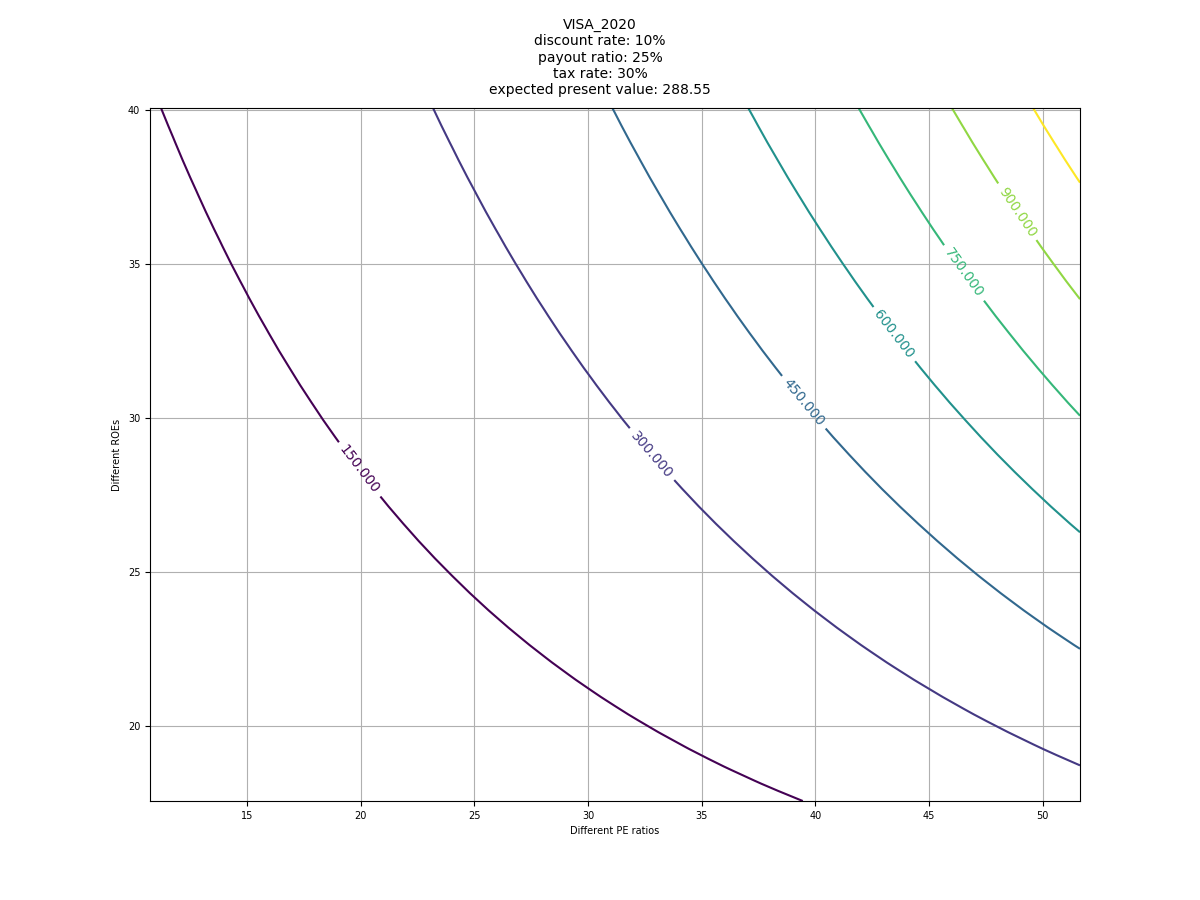 VISA_2020
discount rate: 10%
payout ratio: 25%
tax rate: 30%
expected present value: 288.55
40
35
30
25
20
Different ROEs
150.000
300.000
450.000
600.000
750.000
900.000
15
20
25
30
35
40
45
50
Different PE ratios